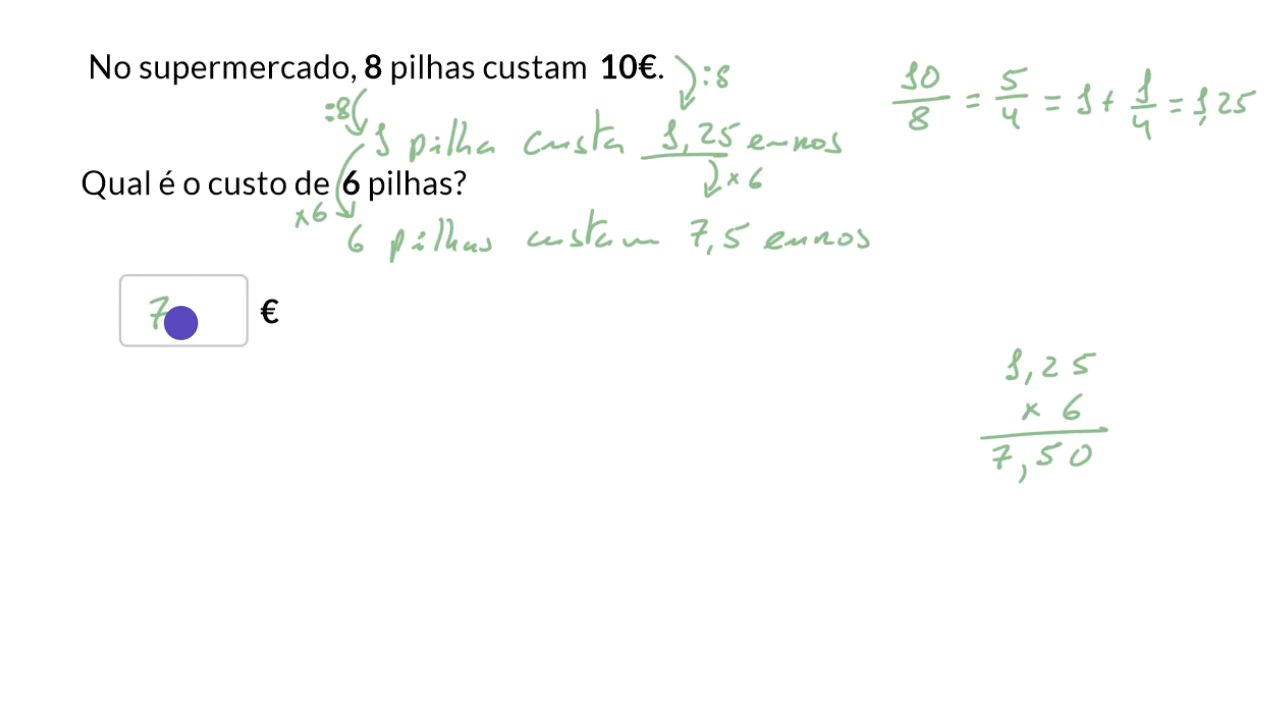 No supermercado, 8 pilhas custam 10€. :8
:8 1 pilha custa 1,25 euros
10/8 = 5/4 = 1 + 1/4 = 1,25
Qual é o custo de 6 pilhas? × 6
×6
6 pilhas custam 7,5 euros
7 €
1,25
× 6
7,50